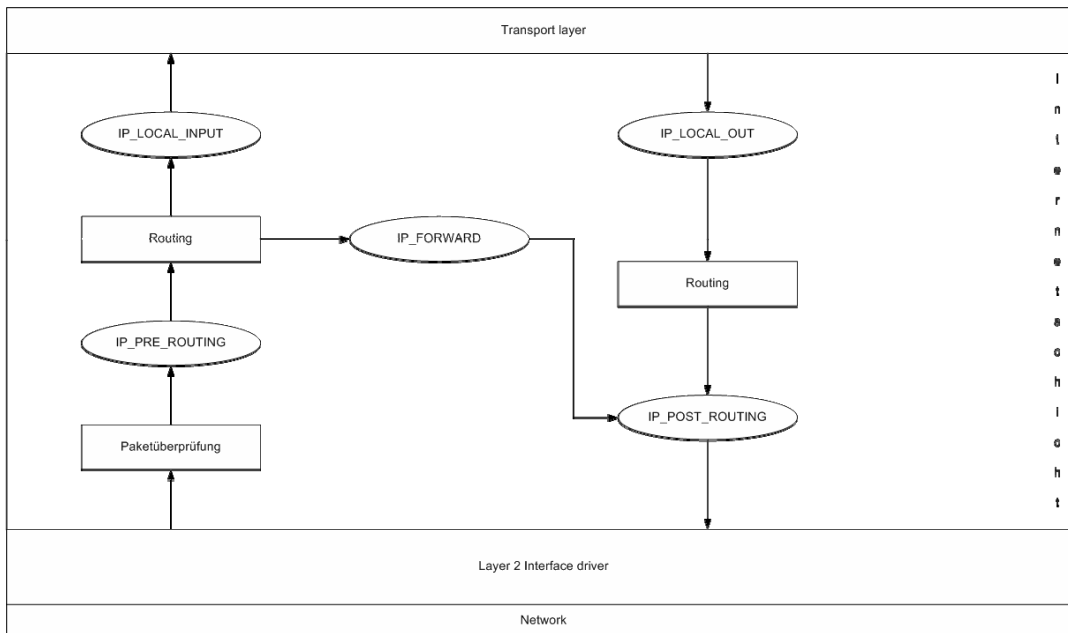 Transport layer
IP_LOCAL_INPUT
IP_LOCAL_OUT
Routing
IP_FORWARD
Routing
IP_PRE_ROUTING
IP_POST_ROUTING
Paketüberprüfung
Internetschicht
Layer 2 Interface driver
Network